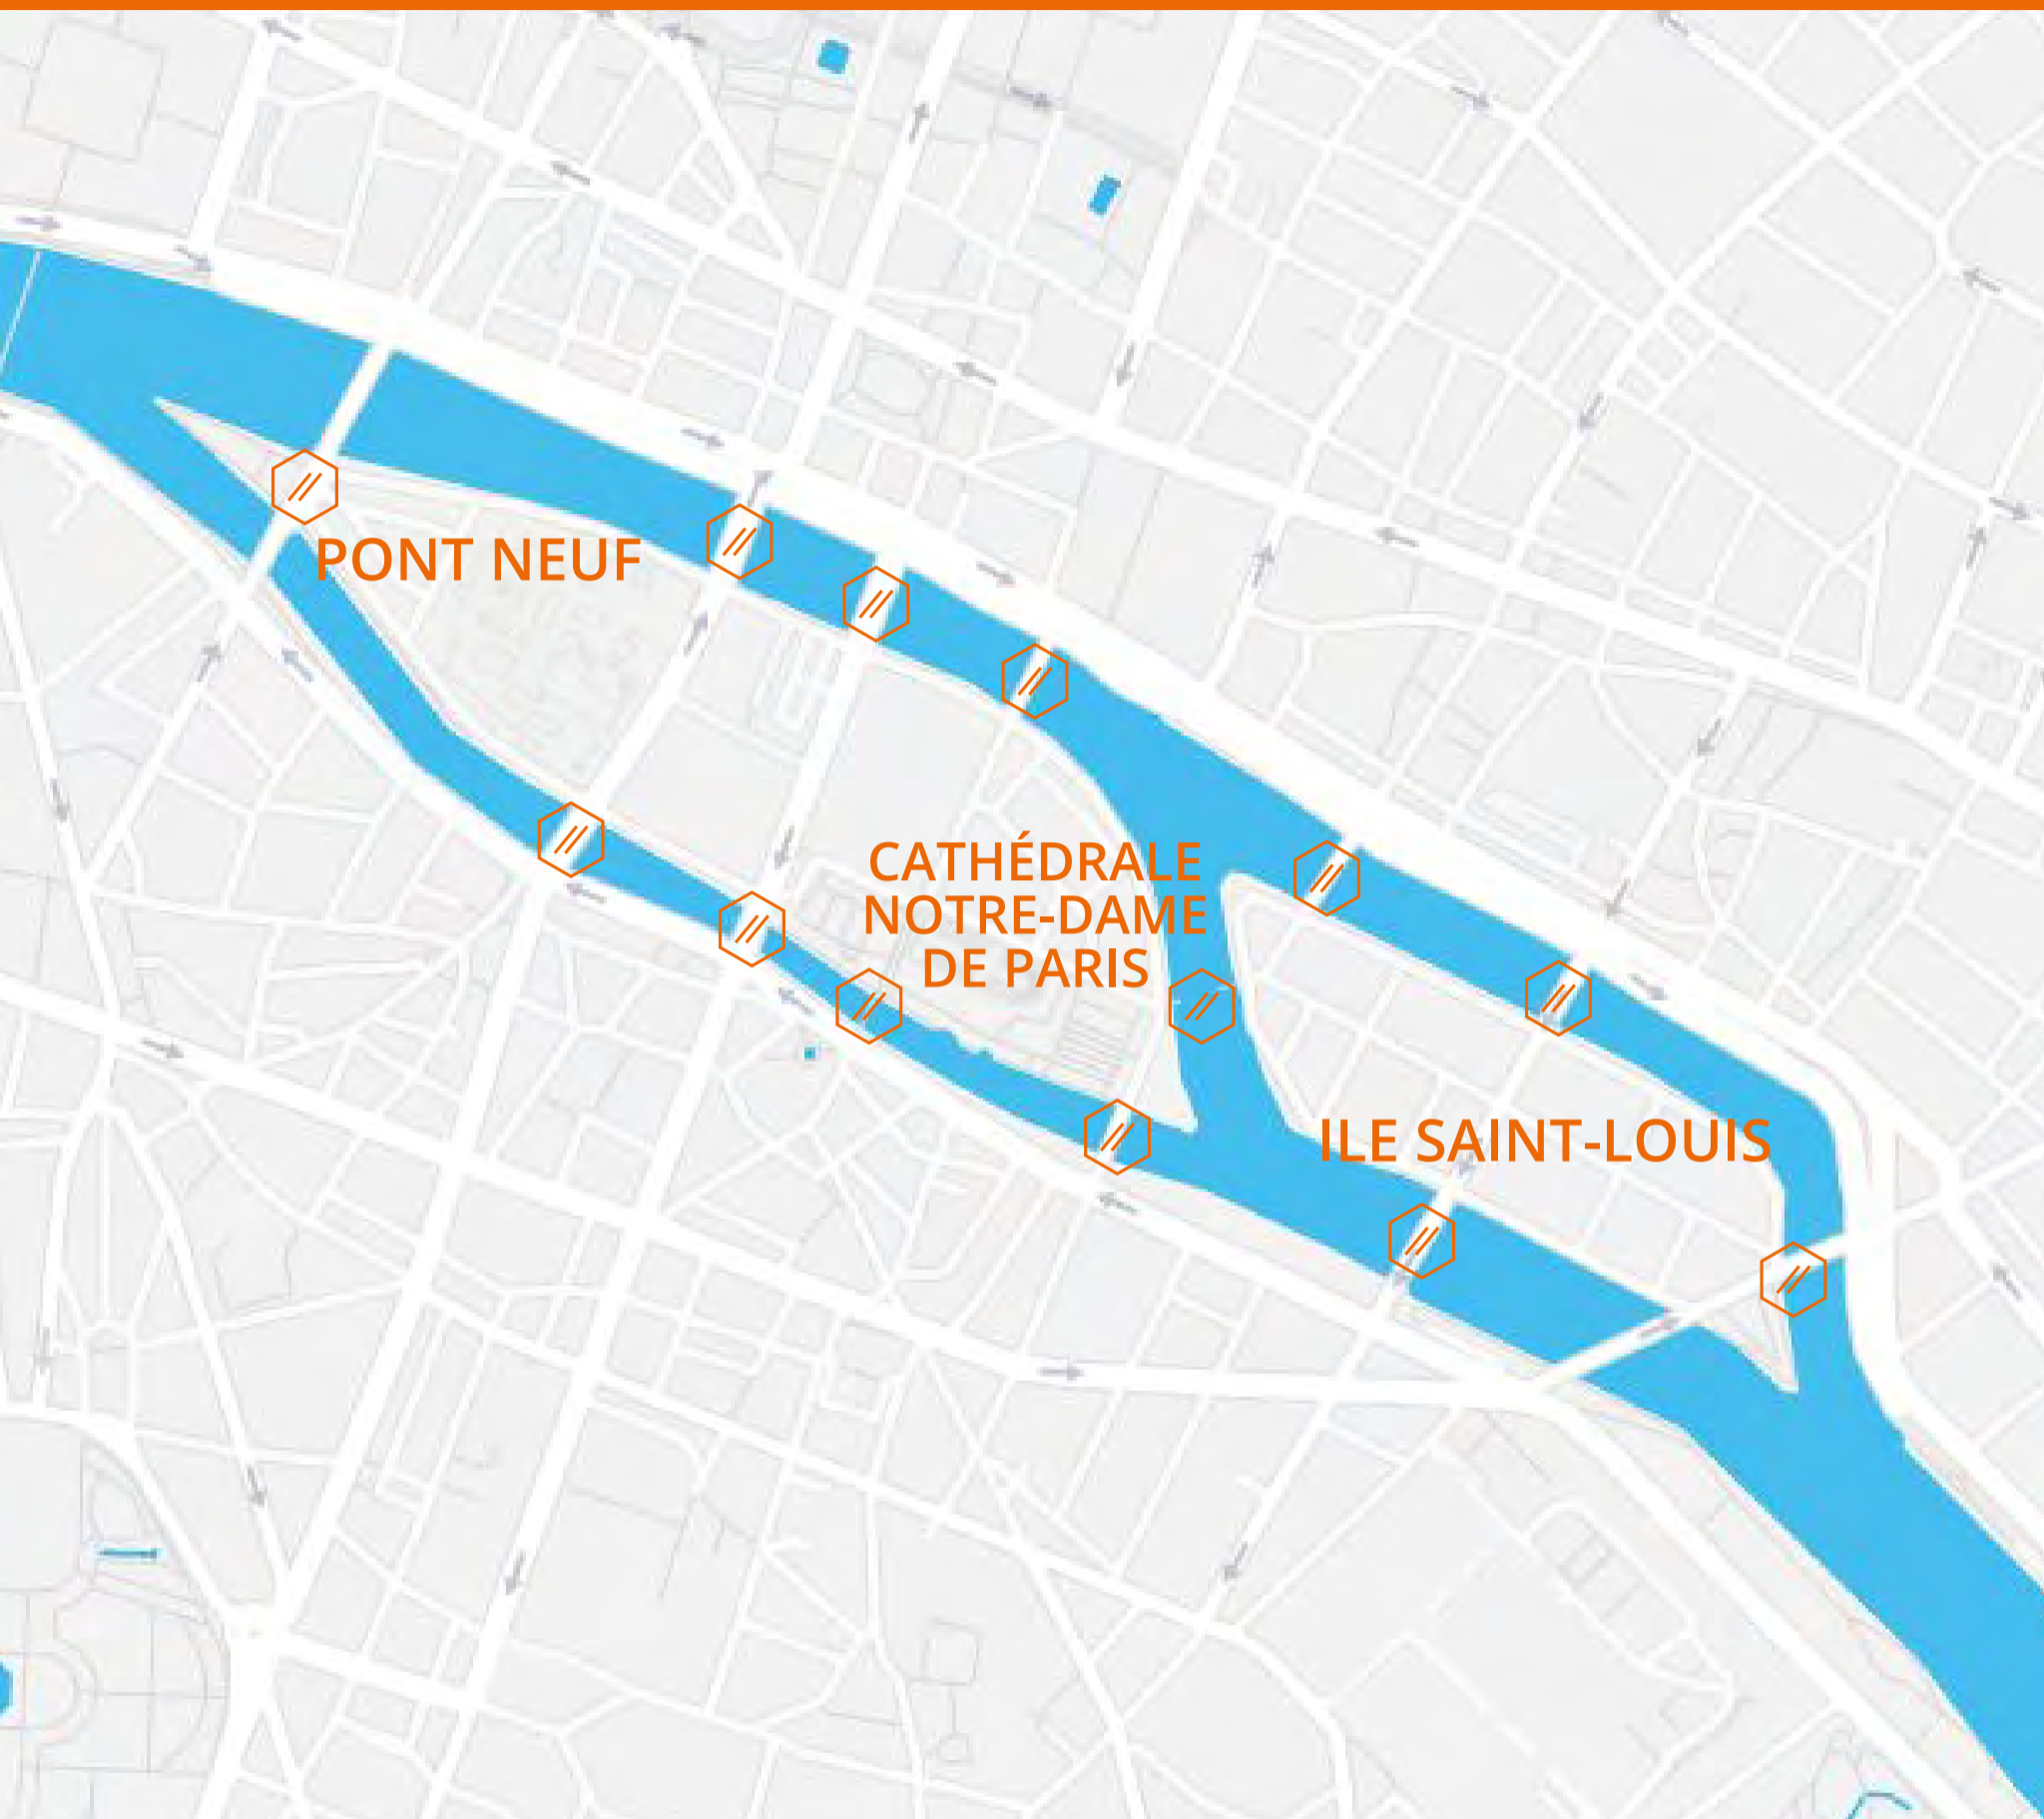 PONT NEUF
CATHÉDRALE
NOTRE-DAME
DE PARIS
ILE SAINT-LOUIS